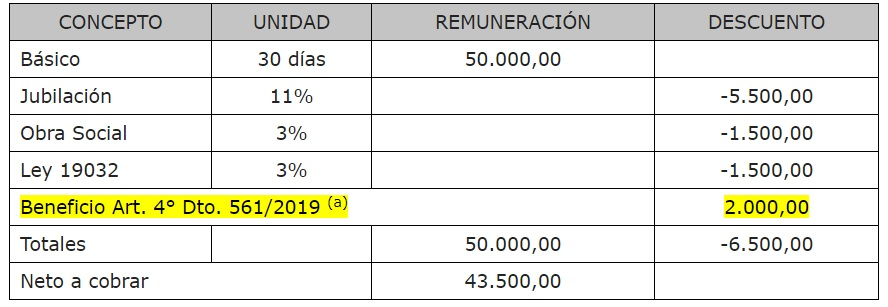 CONCEPTO UNIDAD REMUNERACIÓN DESCUENTO
Básico 30 días 50.000,00
Jubilación 11% -5.500,00
Obra Social 3% -1.500,00
Ley 19032 3% -1.500,00
Beneficio Art. 4° Dto. 561/2019 (a) 2.000,00
Totales 50.000,00 -6.500,00
Neto a cobrar 43.500,00